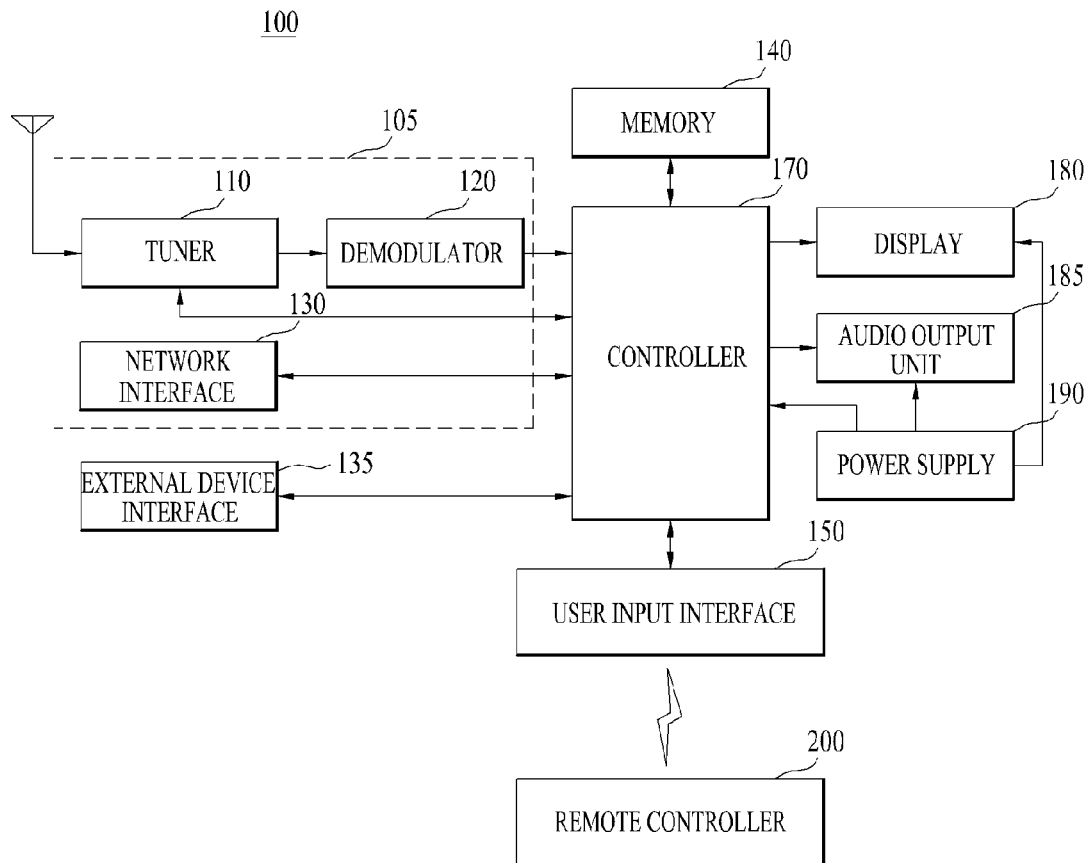 100
140
MEMORY
105
110
120
170
180
TUNER
DEMODULATOR
DISPLAY
130
185
NETWORK
INTERFACE
CONTROLLER
AUDIO OUTPUT
UNIT
135
190
EXTERNAL DEVICE
INTERFACE
POWER SUPPLY
150
USER INPUT INTERFACE
200
REMOTE CONTROLLER